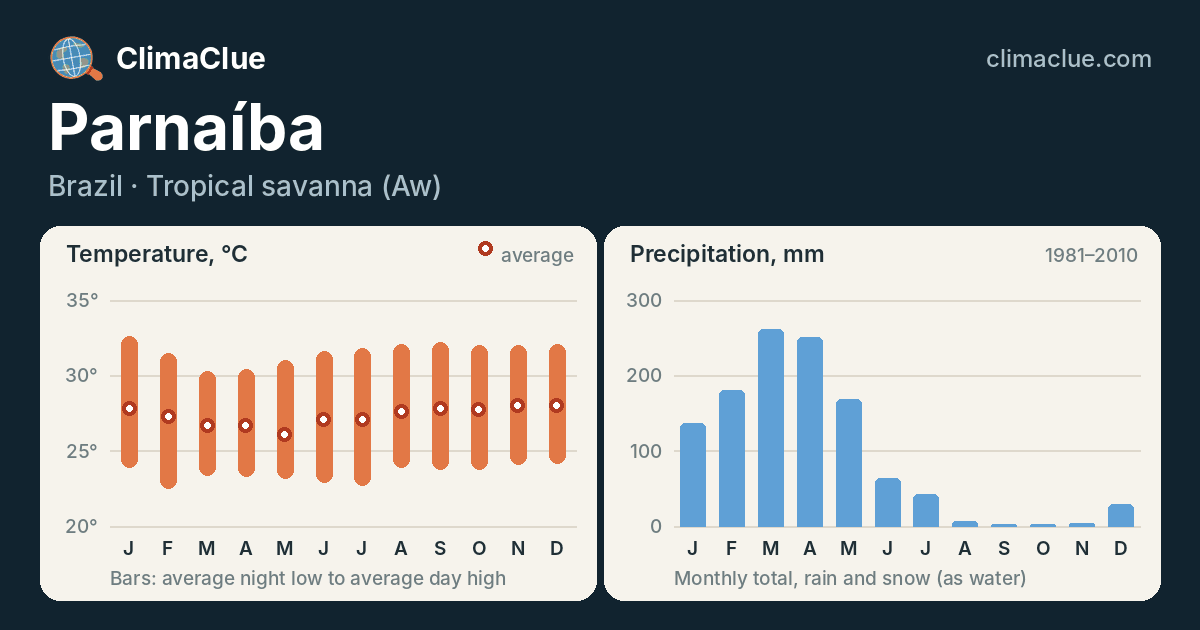 ClimaClue
climaclue.com
Parnaíba
Brazil · Tropical savanna (Aw)
Temperature, °C
average
35°
30°
25°
20°
J F M A M J J A S O N D
Bars: average night low to average day high
Precipitation, mm
1981–2010
300
200
100
0
J F M A M J J A S O N D
Monthly total, rain and snow (as water)